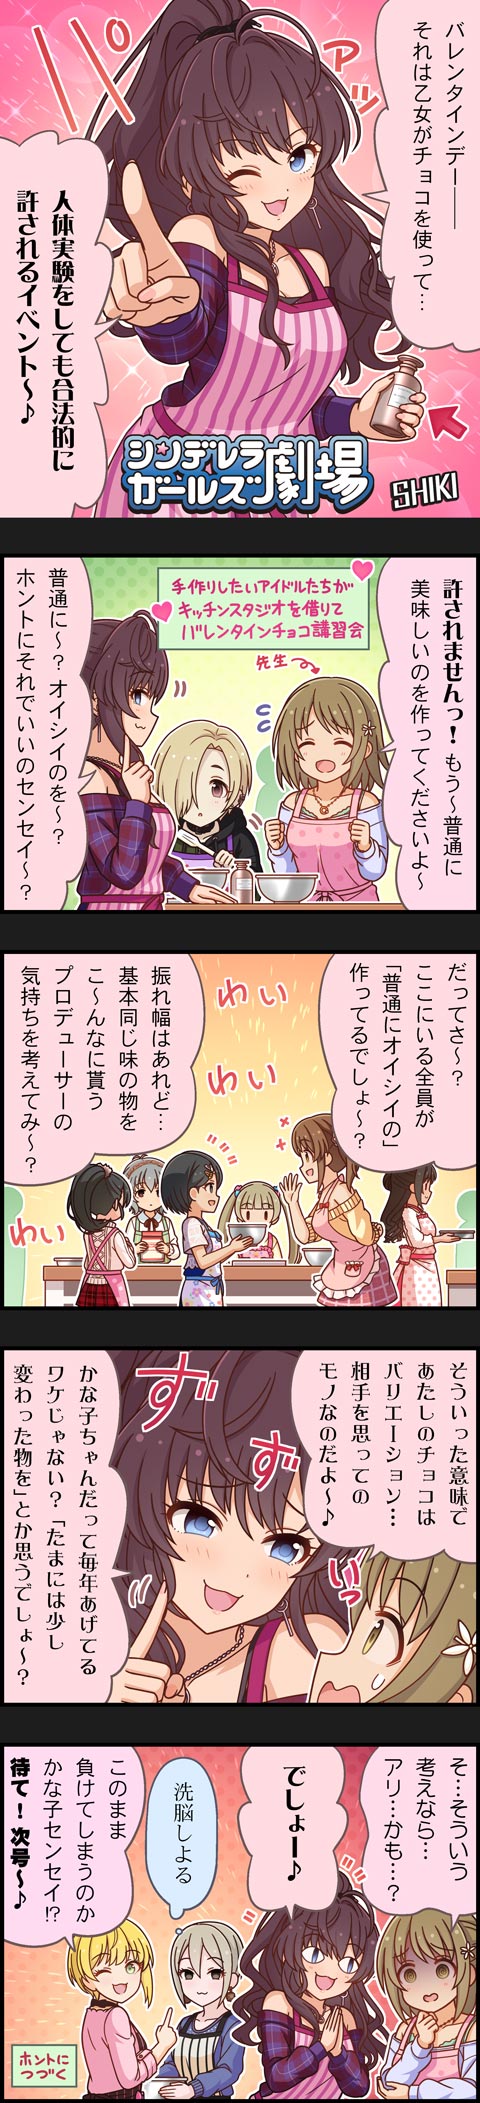 バレンタインデー――
それは乙女がチョコを使って…
パァッ
人体実験をしても合法的に
許されるイベント～♪
シンデレラ
ガールズ劇場
SHIKI
許されませんっ！もう～普通に
美味しいのを作ってくださいよ～
手作りしたいアイドルたちが
キッチンスタジオを借りて
バレンタインチョコ講習会
先生
普通に～？オイシイのを～？
ホントにそれでいいのセンセイ～？
だってさ～？
ここにいる全員が
「普通にオイシイの」
作ってるでしょ～？
わい
わい
わい
振れ幅はあれど…
基本同じ味の物を
こ～んなに貰う
プロデューサーの
気持ちを考えてみ～？
そういった意味で
あたしのチョコは
バリエーション…
相手を思っての
モノなのだよ～♪
ずずいっ
かな子ちゃんだって毎年あげてる
ワケじゃない？「たまには少し
変わった物を」とか思うでしょ～？
そ…そういう
考えなら…
アリ…かも…？
でしょー♪
洗脳しよる
このまま
負けてしまうのか
かな子センセイ!?
待て！次号～♪
ホントに
つづく